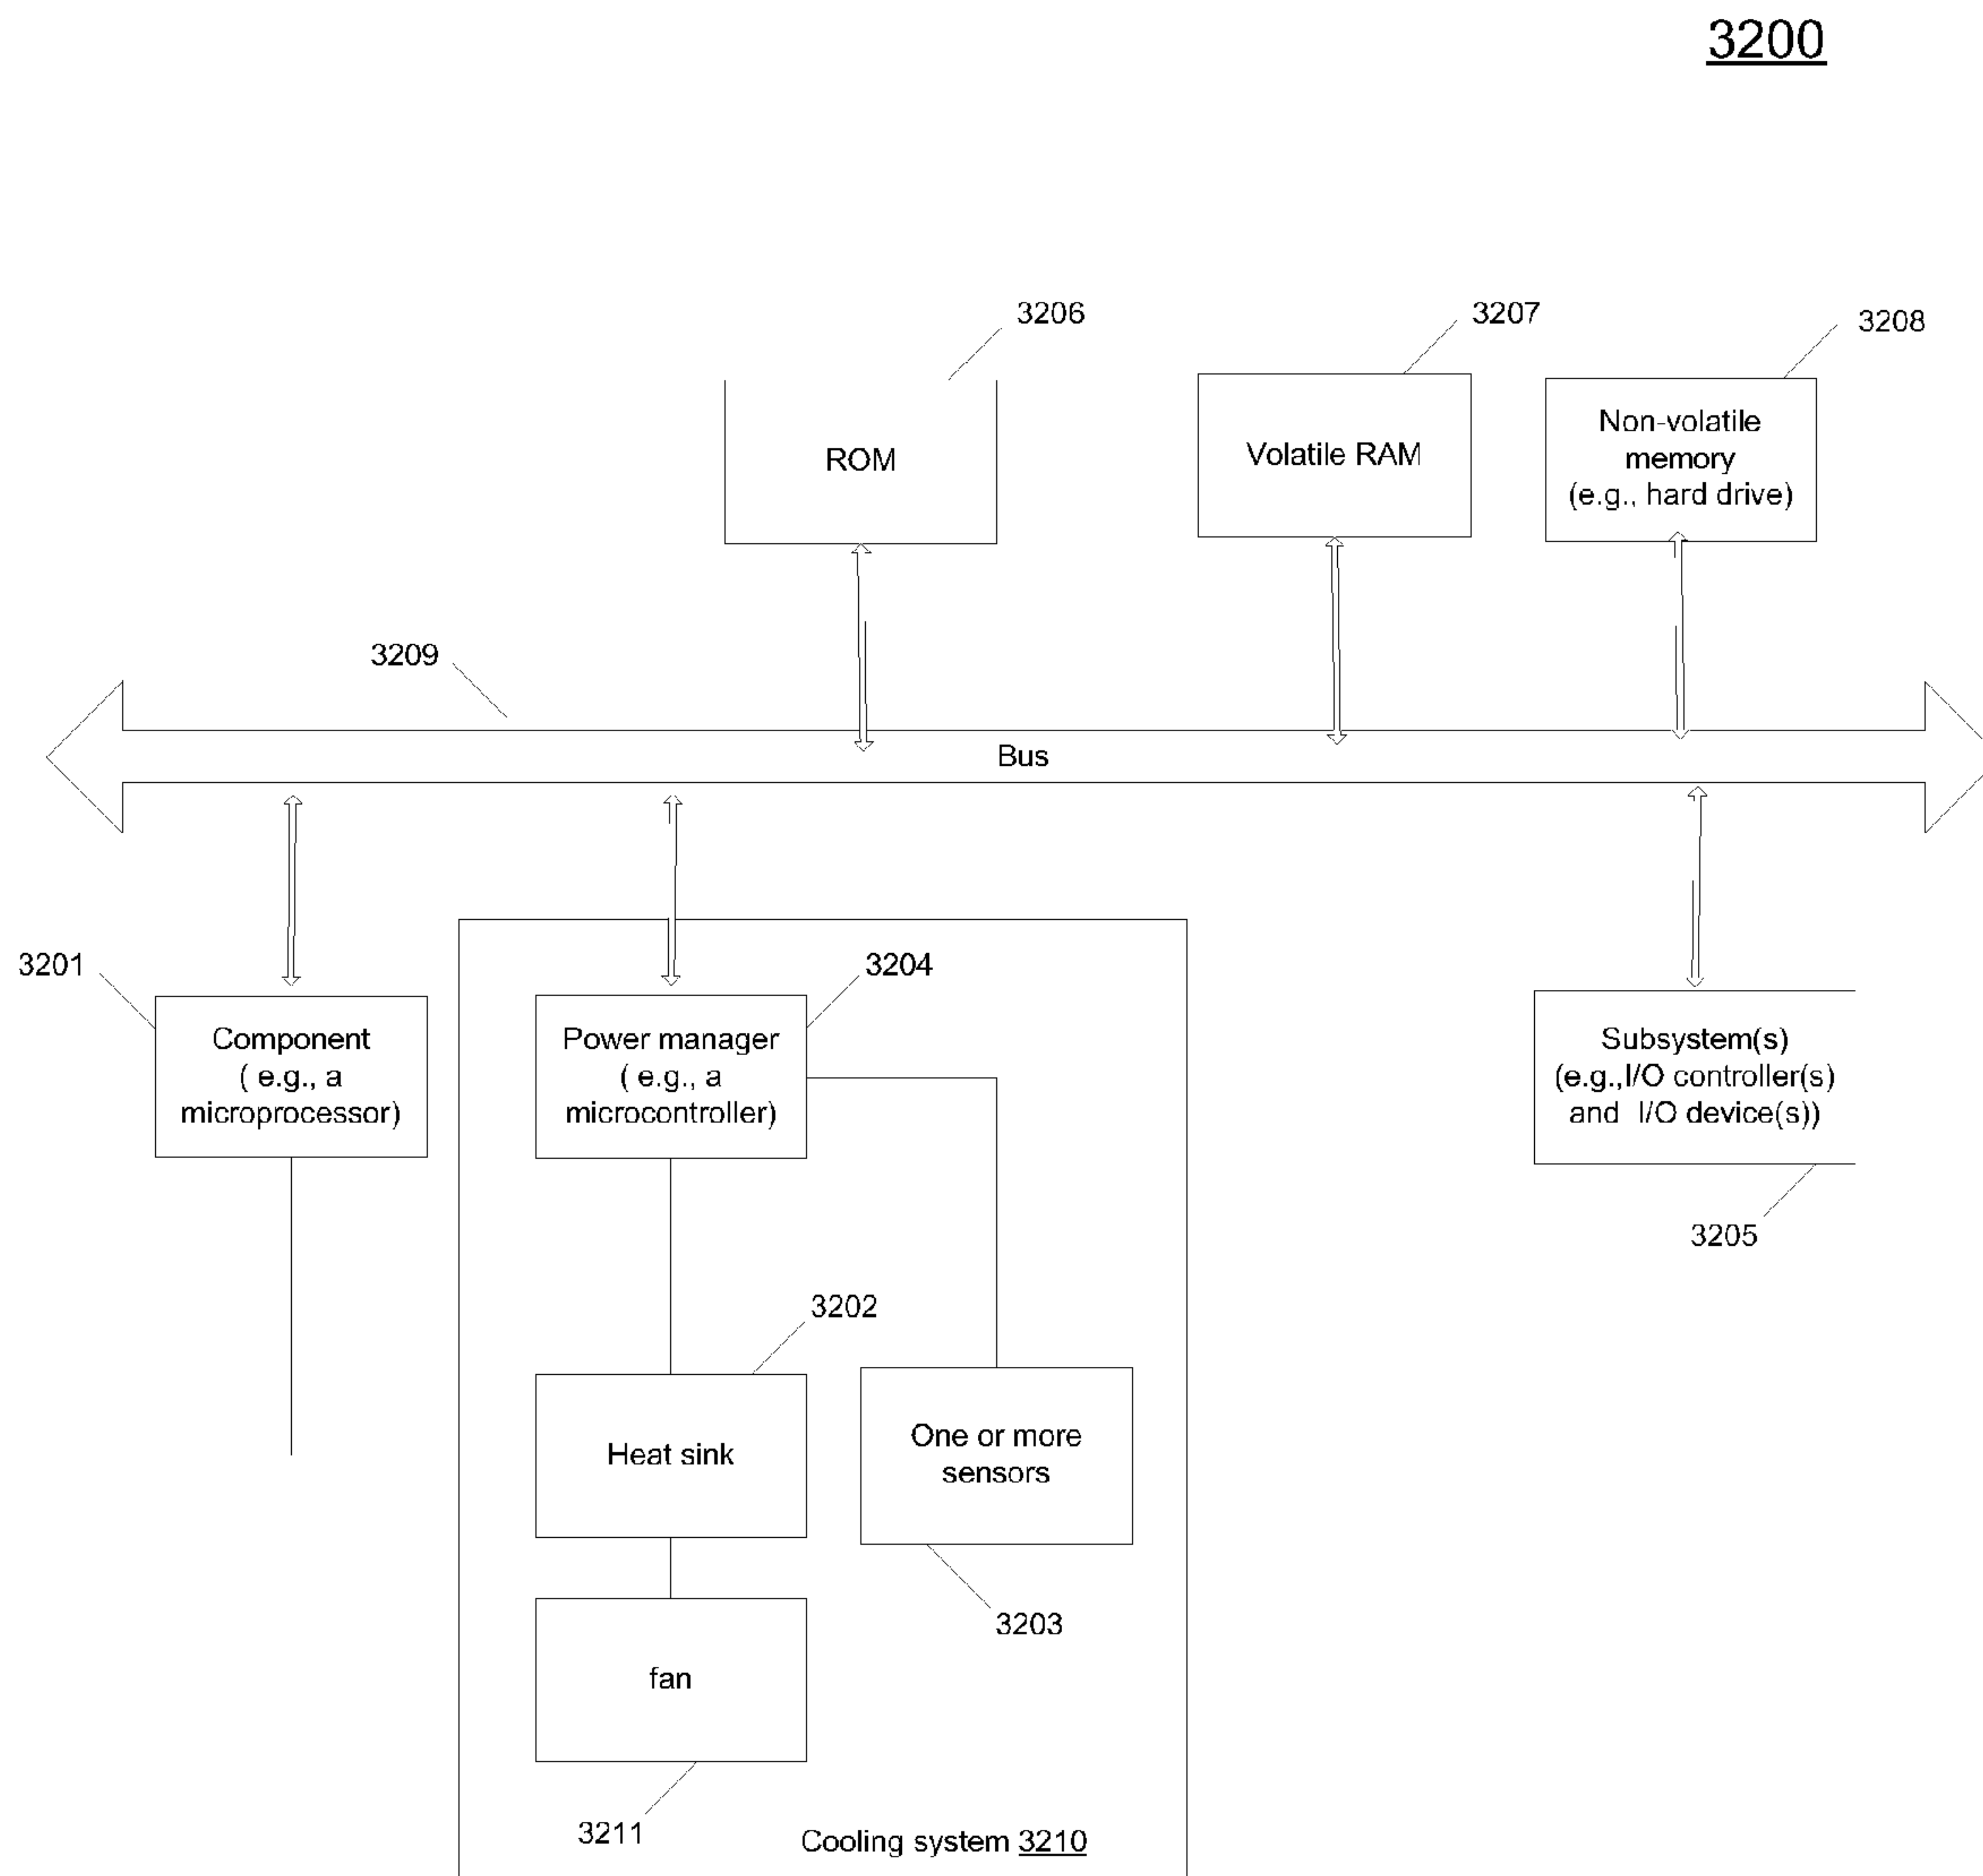 3200
3206
3207
3208
ROM
Volatile RAM
Non-volatile
memory
(e.g., hard drive)
3209
Bus
3201
3204
Component
( e.g., a
microprocessor)
Power manager
( e.g., a
microcontroller)
Subsystem(s)
(e.g.,I/O controller(s)
and I/O device(s))
3205
3202
Heat sink
One or more
sensors
3203
fan
3211
Cooling system 3210